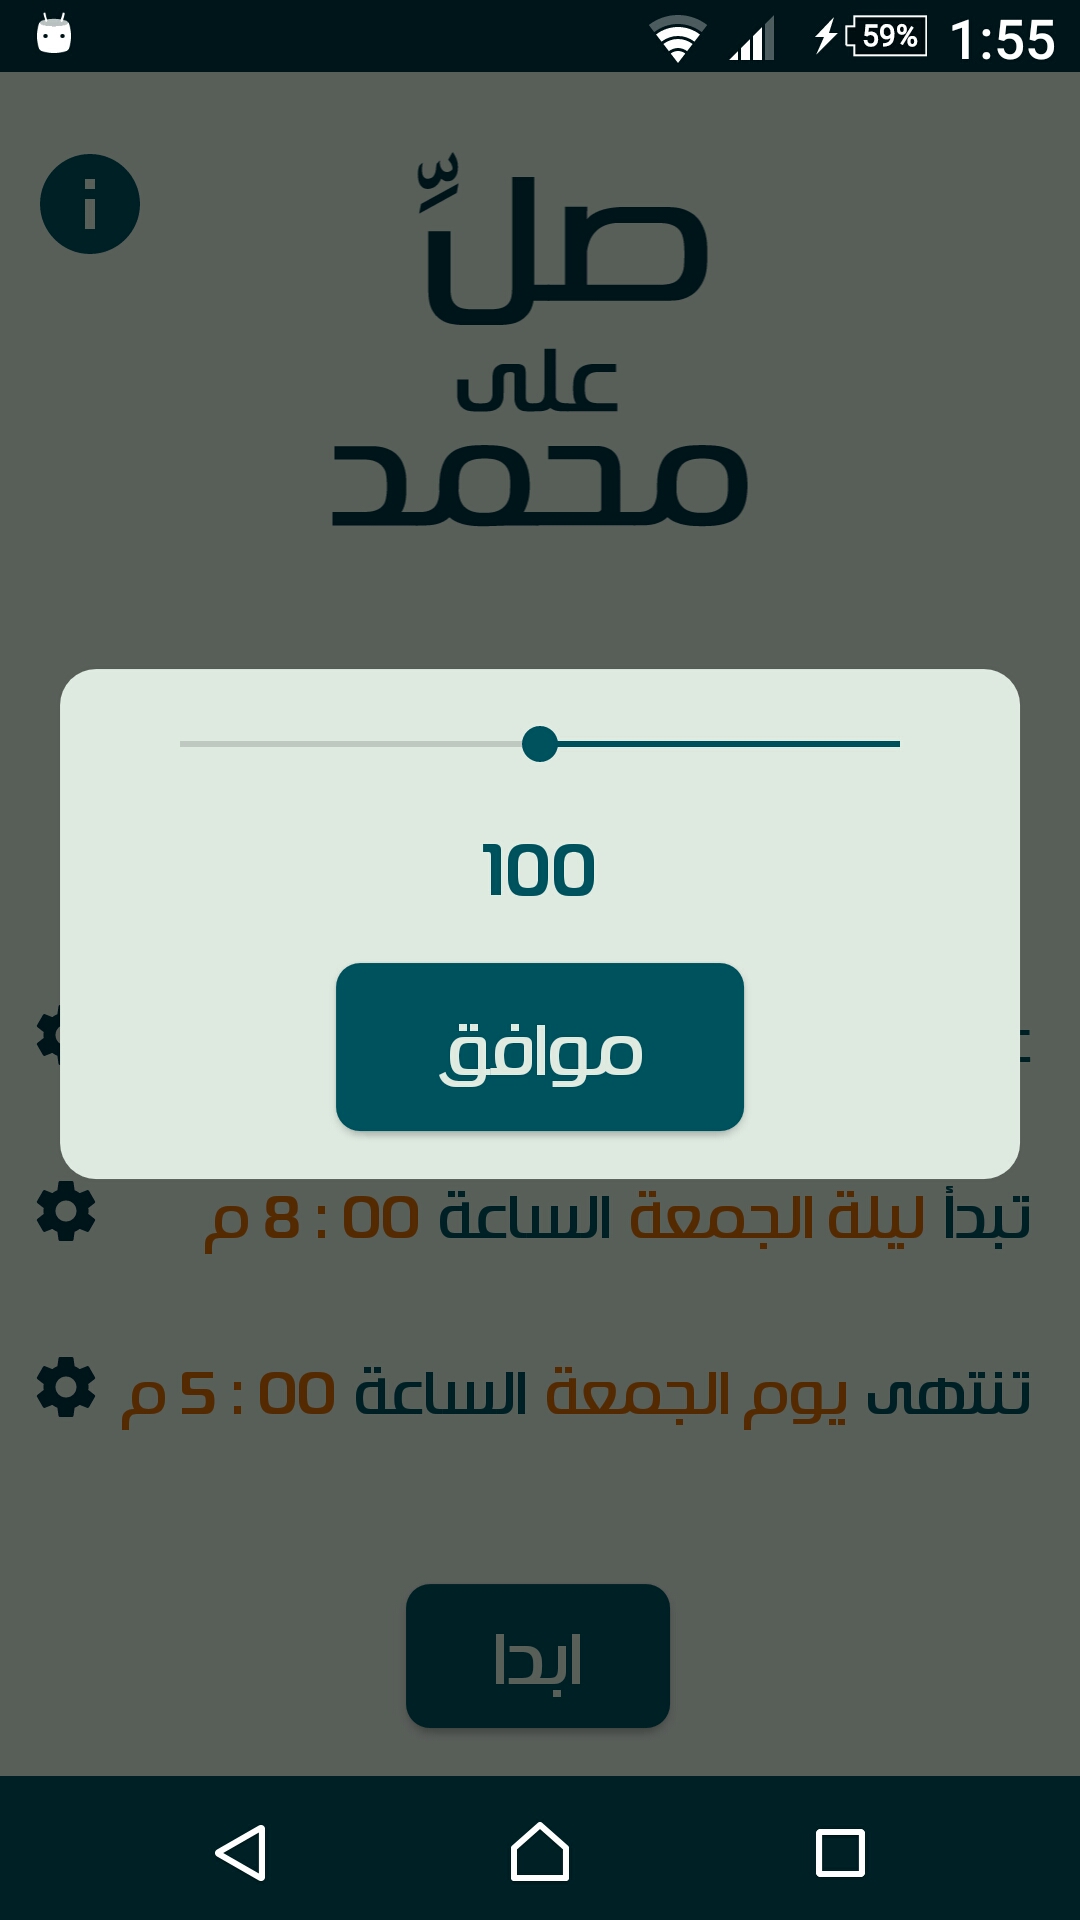 59% 1:55
صلِّ
على
محمد
100
موافق
تبدأ ليلة الجمعة الساعة 00 : 8 م
تنتهى يوم الجمعة الساعة 00 : 5 م
ابدا